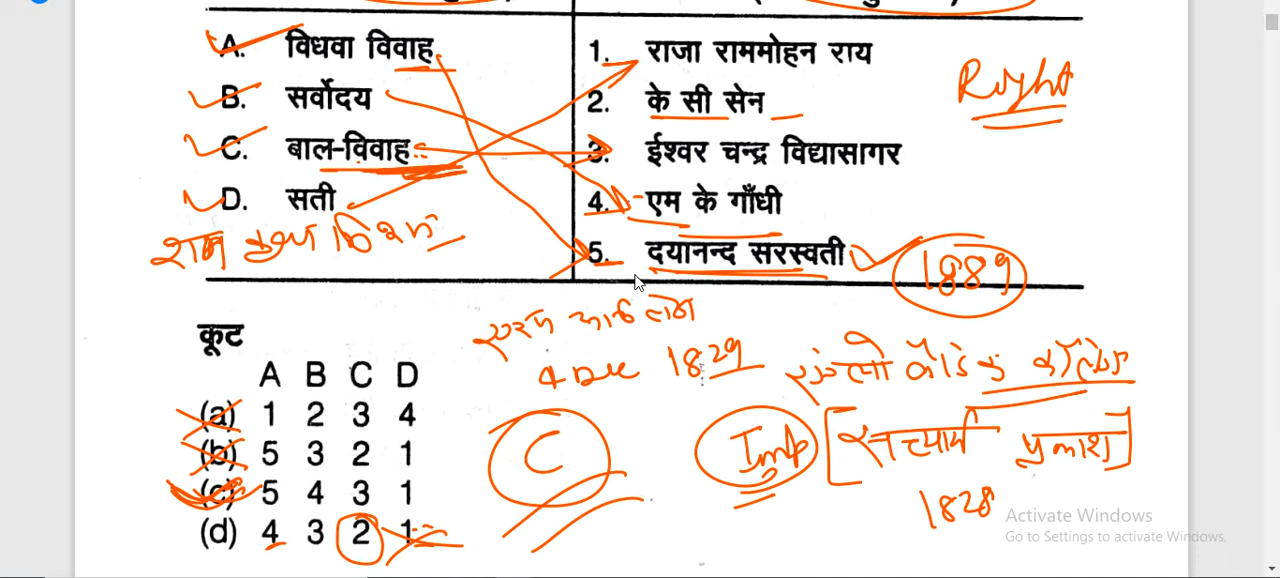 A. विधवा विवाह 1. राजा राममोहन राय
B. सर्वोदय 2. के सी सेन
Right
C. बाल-विवाह 3. ईश्वर चन्द्र विद्यासागर
D. सती 4. एम के गाँधी
5. दयानन्द सरस्वती
1889
कूट
4 Dec 1829
A B C D
(a) 1 2 3 4
(b) 5 3 2 1
(c) 5 4 3 1
(d) 4 3 2 1
C
Imp
प्रकाश
1828
Activate Windows
Go to Settings to activate Windows.